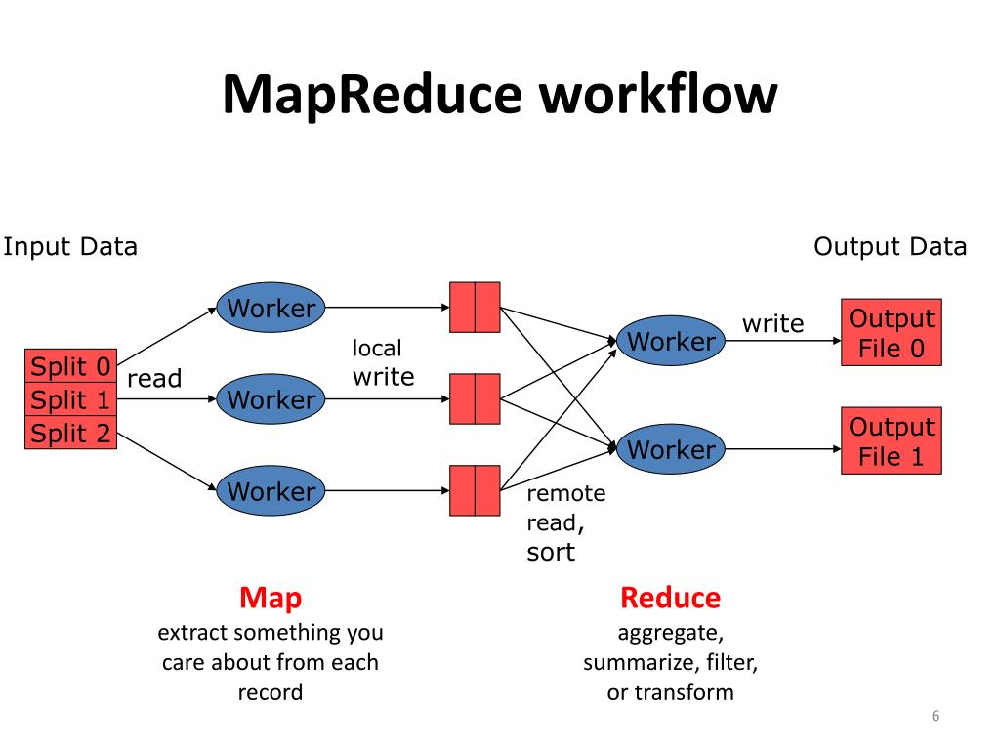 MapReduce workflow
Input Data
Output Data
Split 0
Split 1
Split 2
read
Worker
Worker
Worker
local
write
remote
read,
sort
Worker
Worker
write
Output
File 0
Output
File 1
Map
extract something you
care about from each
record
Reduce
aggregate,
summarize, filter,
or transform
6